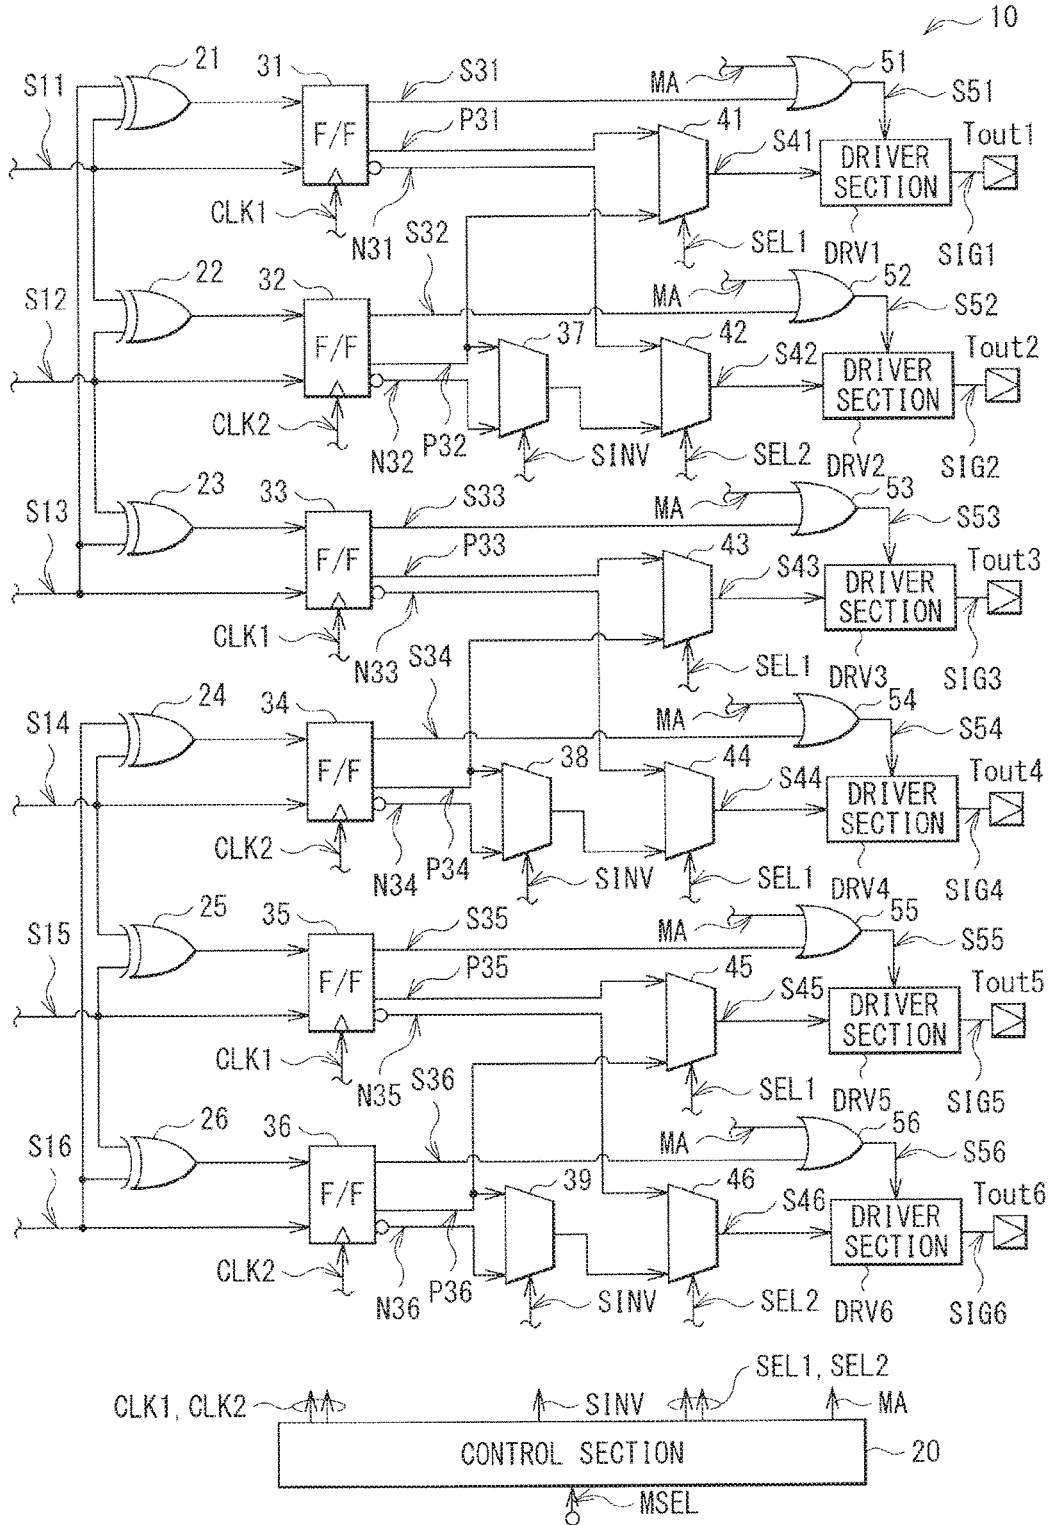 10
21
31
S31
MA
51
S11
S51
P31
41
Tout1
F/F
S41
DRIVER
SECTION
CLK1
S32
N31
SEL1
DRV1
SIG1
22
32
MA
52
S12
S52
37
42
Tout2
F/F
S42
DRIVER
SECTION
CLK2
N32
P32
SINV
SEL2
DRV2
SIG2
23
33
S33
MA
53
S13
S53
P33
43
Tout3
F/F
S43
DRIVER
SECTION
CLK1
S34
N33
SEL1
DRV3
SIG3
24
34
MA
54
S14
S54
38
44
Tout4
F/F
S44
DRIVER
SECTION
CLK2
N34
P34
SINV
SEL1
DRV4
SIG4
25
35
S35
MA
55
S15
S55
P35
45
Tout5
F/F
S45
DRIVER
SECTION
CLK1
S36
N35
SEL1
DRV5
SIG5
26
36
MA
56
S16
S56
39
46
Tout6
F/F
S46
DRIVER
SECTION
CLK2
N36
P36
SINV
SEL2
DRV6
SIG6
CLK1, CLK2
SINV
SEL1, SEL2
MA
CONTROL SECTION
20
MSEL